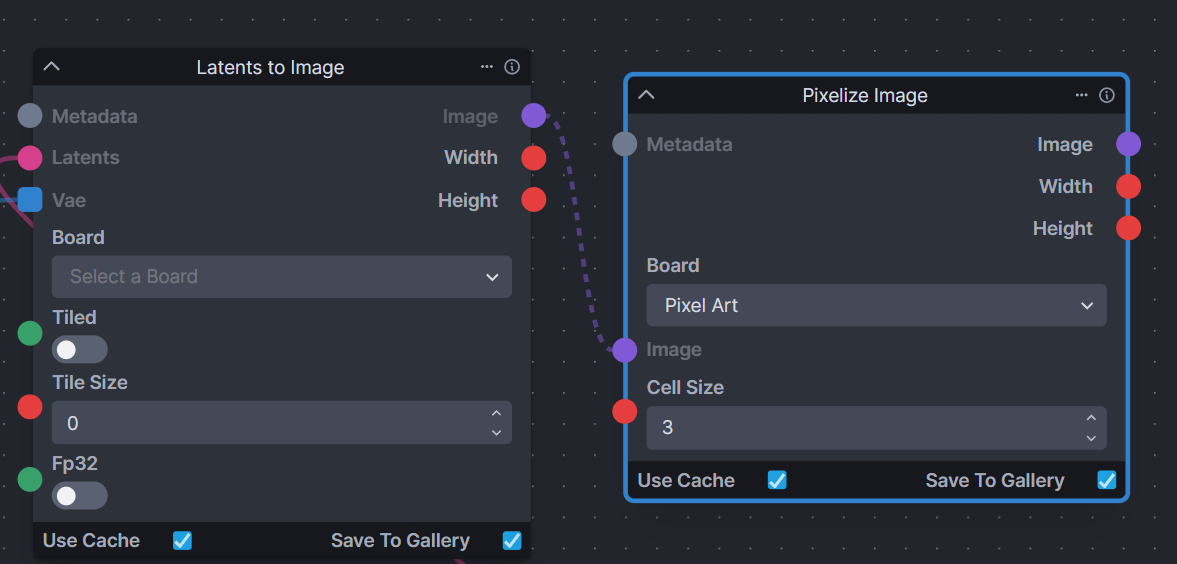 Latents to Image
Metadata
Image
Latents
Width
Vae
Height
Board
Select a Board
Tiled
Tile Size
0
Fp32
Use Cache
Save To Gallery
Pixelize Image
Metadata
Image
Width
Height
Board
Pixel Art
Image
Cell Size
3
Use Cache
Save To Gallery